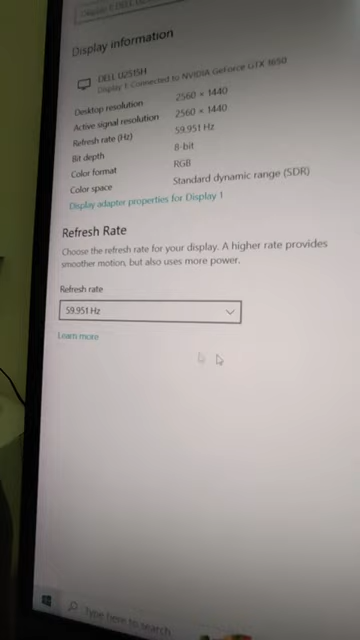 Display information
DELL U2515H
Display 1: Connected to NVIDIA GeForce GTX 1650
Desktop resolution 2560 × 1440
Active signal resolution 2560 × 1440
Refresh rate (Hz) 59.951 Hz
Bit depth 8-bit
Color format RGB
Color space Standard dynamic range (SDR)
Display adapter properties for Display 1
Refresh Rate
Choose the refresh rate for your display. A higher rate provides
smoother motion, but also uses more power.
Refresh rate
59.951 Hz
Learn more
Type here to search